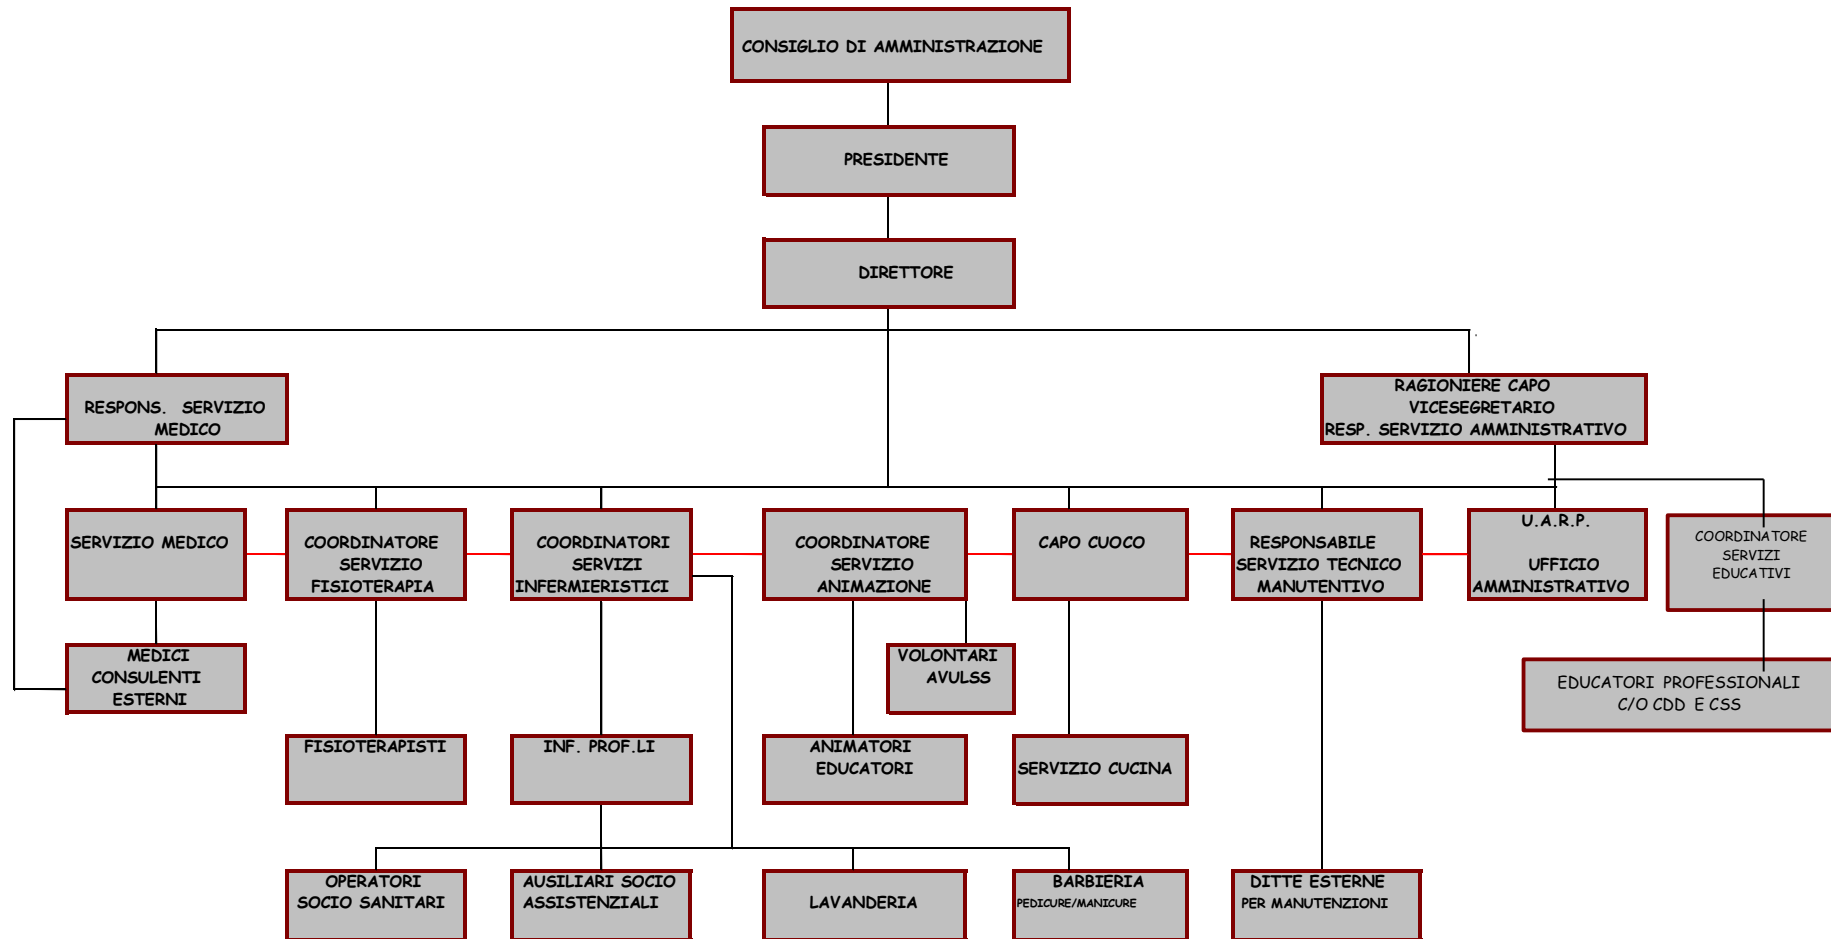 CONSIGLIO DI AMMINISTRAZIONE
PRESIDENTE
DIRETTORE
RESPONS. SERVIZIO
MEDICO
RAGIONIERE CAPO
VICESEGRETARIO
RESP. SERVIZIO AMMINISTRATIVO
SERVIZIO MEDICO
COORDINATORE
SERVIZIO
FISIOTERAPIA
COORDINATORI
SERVIZI
INFERMIERISTICI
COORDINATORE
SERVIZIO
ANIMAZIONE
CAPO CUOCO
RESPONSABILE
SERVIZIO TECNICO
MANUTENTIVO
U.A.R.P.
UFFICIO
AMMINISTRATIVO
COORDINATORE
SERVIZI
EDUCATIVI
MEDICI
CONSULENTI
ESTERNI
VOLONTARI
AVULSS
EDUCATORI PROFESSIONALI
C/O CDD E CSS
FISIOTERAPISTI
INF. PROF.LI
ANIMATORI
EDUCATORI
SERVIZIO CUCINA
OPERATORI
SOCIO SANITARI
AUSILIARI SOCIO
ASSISTENZIALI
LAVANDERIA
BARBIERIA
PEDICURE/MANICURE
DITTE ESTERNE
PER MANUTENZIONI